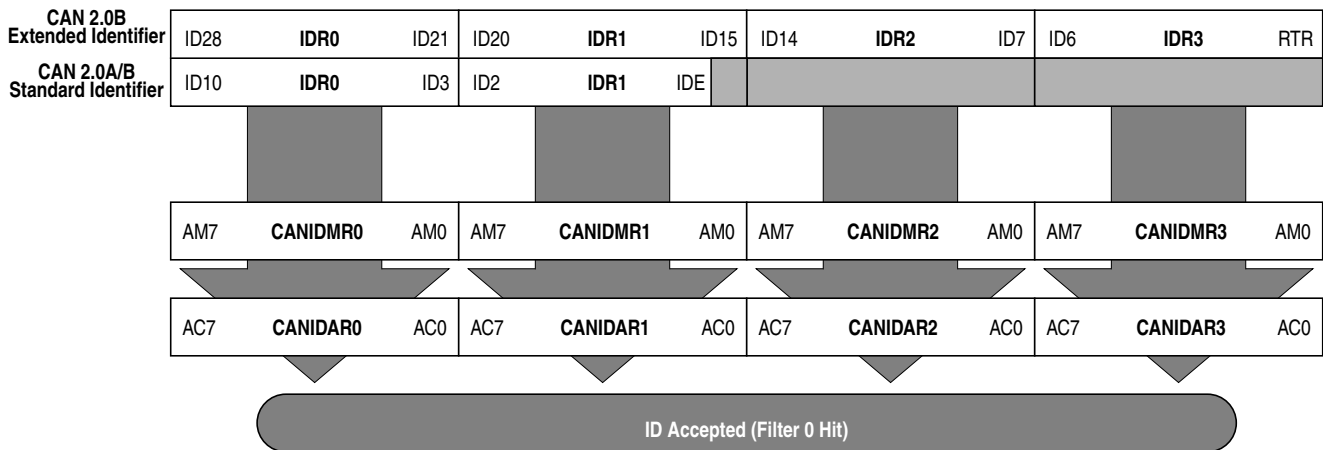 CAN 2.0B
Extended Identifier
ID28 IDR0 ID21 ID20 IDR1 ID15 ID14 IDR2 ID7 ID6 IDR3 RTR
CAN 2.0A/B
Standard Identifier
ID10 IDR0 ID3 ID2 IDR1 IDE
AM7 CANIDMR0 AM0 AM7 CANIDMR1 AM0 AM7 CANIDMR2 AM0 AM7 CANIDMR3 AM0
AC7 CANIDAR0 AC0 AC7 CANIDAR1 AC0 AC7 CANIDAR2 AC0 AC7 CANIDAR3 AC0
ID Accepted (Filter 0 Hit)